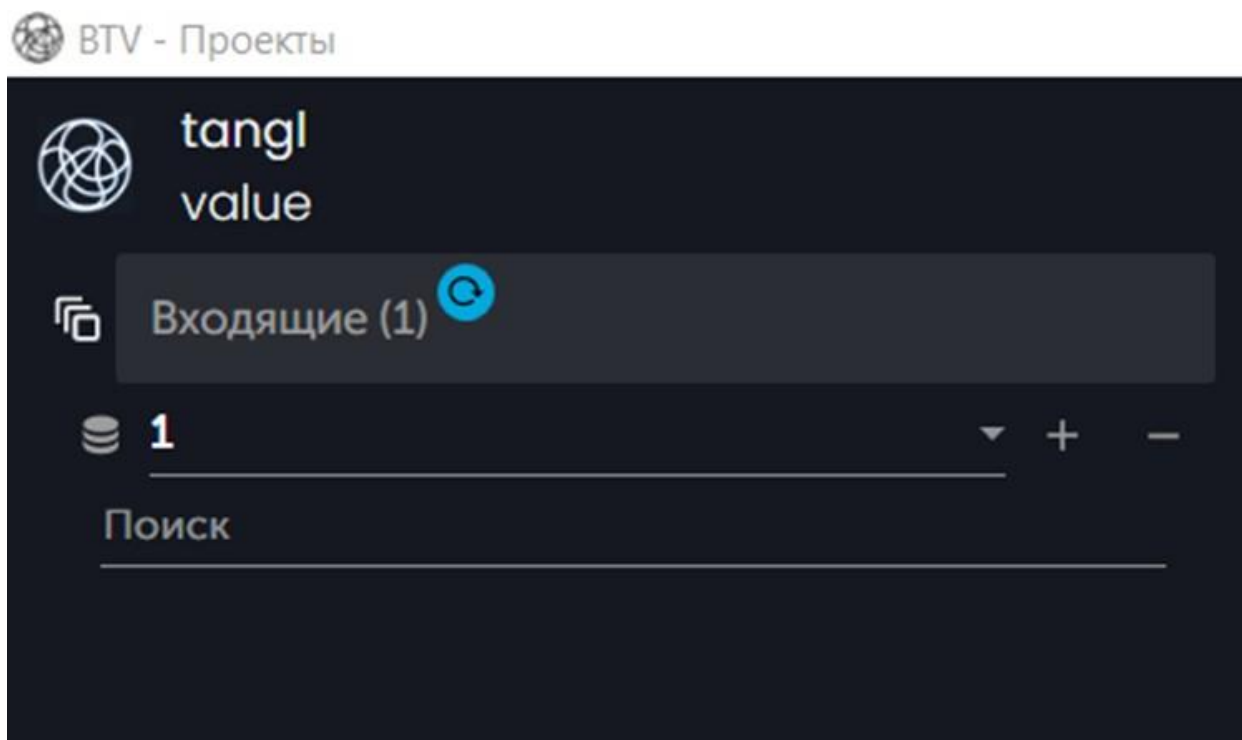 BTV - Проекты
tangl
value
Входящие (1)
1
Поиск